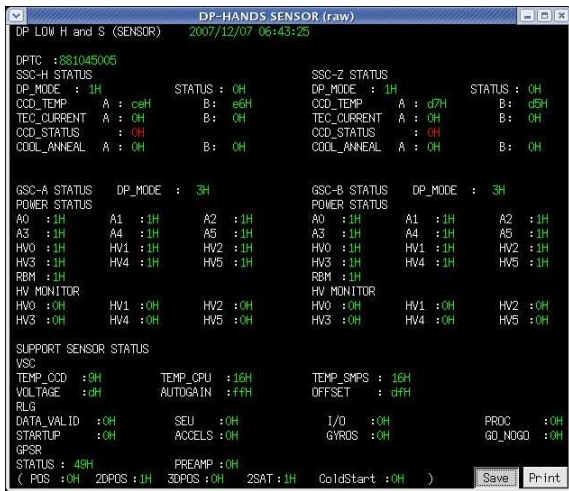 DP-HANDS SENSOR (raw)
DP LOW H and S (SENSOR) 2007/12/07 06:43:25
DPTC :881045005
SSC-H STATUS SSC-Z STATUS
DP_MODE : 1H STATUS : 0H DP_MODE : 1H STATUS : 0H
CCD_TEMP A : ceH B: e6H CCD_TEMP A : d7H B: d5H
TEC_CURRENT A : 0H B: 0H TEC_CURRENT A : 0H B: 0H
CCD_STATUS : 0H CCD_STATUS : 0H
COOL_ANNEAL A : 0H B: 0H COOL_ANNEAL A : 0H B: 0H
GSC-A STATUS DP_MODE : 3H GSC-B STATUS DP_MODE : 3H
POWER STATUS POWER STATUS
A0 :1H A1 :1H A2 :1H A0 :1H A1 :1H A2 :1H
A3 :1H A4 :1H A5 :1H A3 :1H A4 :1H A5 :1H
HV0 :1H HV1 :1H HV2 :1H HV0 :1H HV1 :1H HV2 :1H
HV3 :1H HV4 :1H HV5 :1H HV3 :1H HV4 :1H HV5 :1H
RBM :1H RBM :1H
HV MONITOR HV MONITOR
HV0 :0H HV1 :0H HV2 :0H HV0 :0H HV1 :0H HV2 :0H
HV3 :0H HV4 :0H HV5 :0H HV3 :0H HV4 :0H HV5 :0H
SUPPORT SENSOR STATUS
VSC
TEMP_CCD :9H TEMP_CPU :16H TEMP_SMPS : 16H
VOLTAGE :dH AUTOGAIN :ffH OFFSET : dfH
RLG
DATA_VALID :0H SEU :0H I/O :0H PROC :0H
STARTUP :0H ACCELS :0H GYROS :0H GO_NOGO :0H
GPSR
STATUS : 49H PREAMP :0H
( POS :0H 2DPOS :1H 3DPOS :0H 2SAT :1H ColdStart :0H ) Save Print